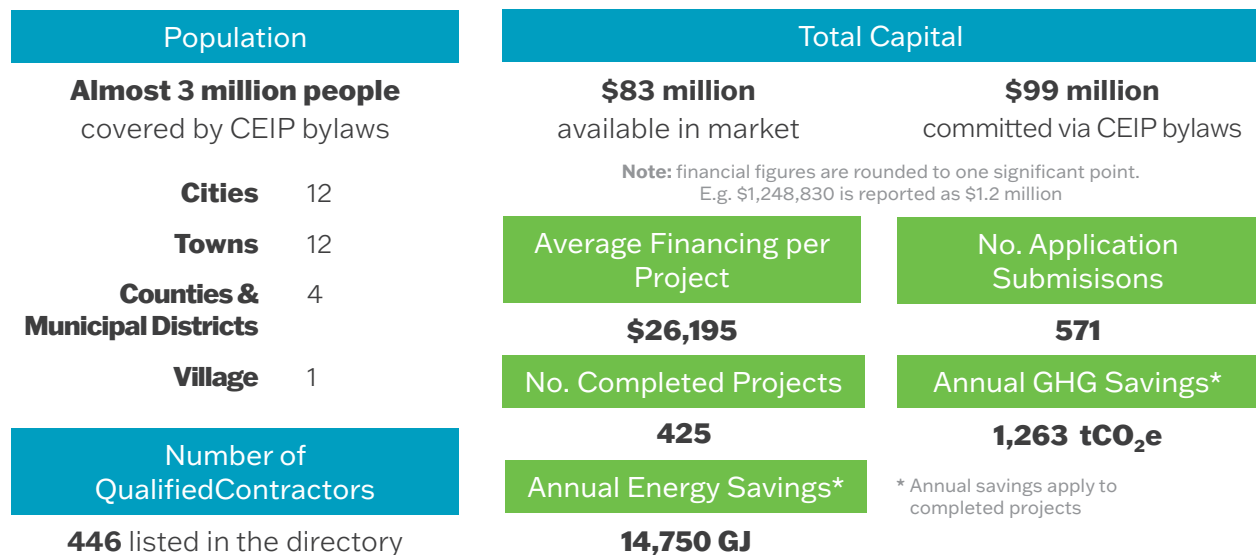 Population
Almost 3 million people
covered by CEIP bylaws
Cities 12
Towns 12
Counties & 4
Municipal Districts
Village 1
Number of
QualifiedContractors
446 listed in the directory
Total Capital
$83 million
available in market
$99 million
committed via CEIP bylaws
Note: financial figures are rounded to one significant point.
E.g. $1,248,830 is reported as $1.2 million
Average Financing per
Project
$26,195
No. Application
Submisisons
571
No. Completed Projects
425
Annual GHG Savings*
1,263 tCO₂e
Annual Energy Savings*
14,750 GJ
* Annual savings apply to
completed projects